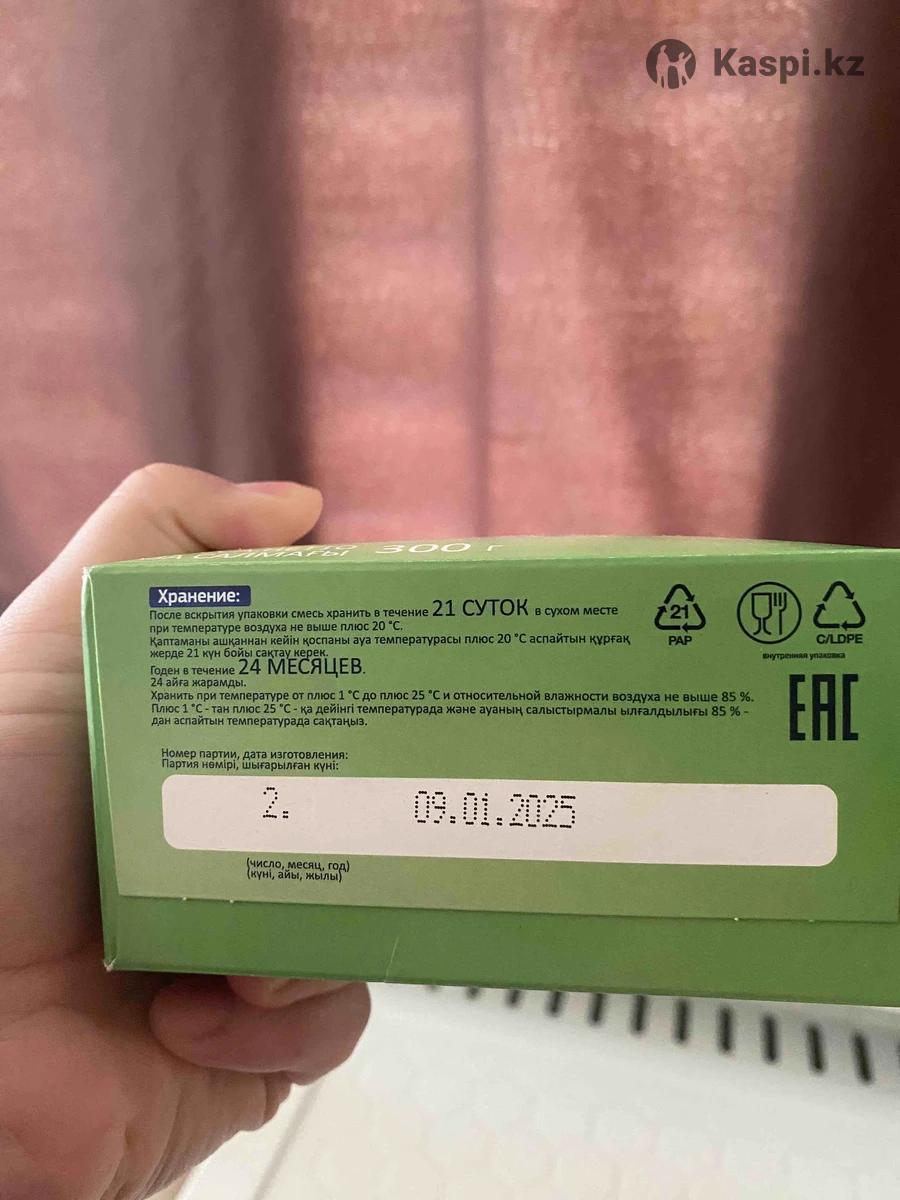 Kaspi.kz
САЛМАҒЫ 300 г
Хранение:
После вскрытия упаковки смесь хранить в течение 21 СУТОК в сухом месте
при температуре воздуха не выше плюс 20 °С.
Қаптаманы ашқаннан кейін қоспаны ауа температурасы плюс 20 °С аспайтын құрғақ
жерде 21 күн бойы сақтау керек.
Годен в течение 24 МЕСЯЦЕВ.
24 айға жарамды.
Хранить при температуре от плюс 1 °С до плюс 25 °С и относительной влажности воздуха не выше 85 %.
Плюс 1 °С - тан плюс 25 °С - қа дейінгі температурада және ауаның салыстырмалы ылғалдылығы 85 % -
дан аспайтын температурада сақтаңыз.
21
PAP
C/LDPE
внутренняя упаковка
EAC
Номер партии, дата изготовления:
Партия нөмірі, шығарылған күні:
2. 09.01.2025
(число, месяц, год)
(күні, айы, жылы)